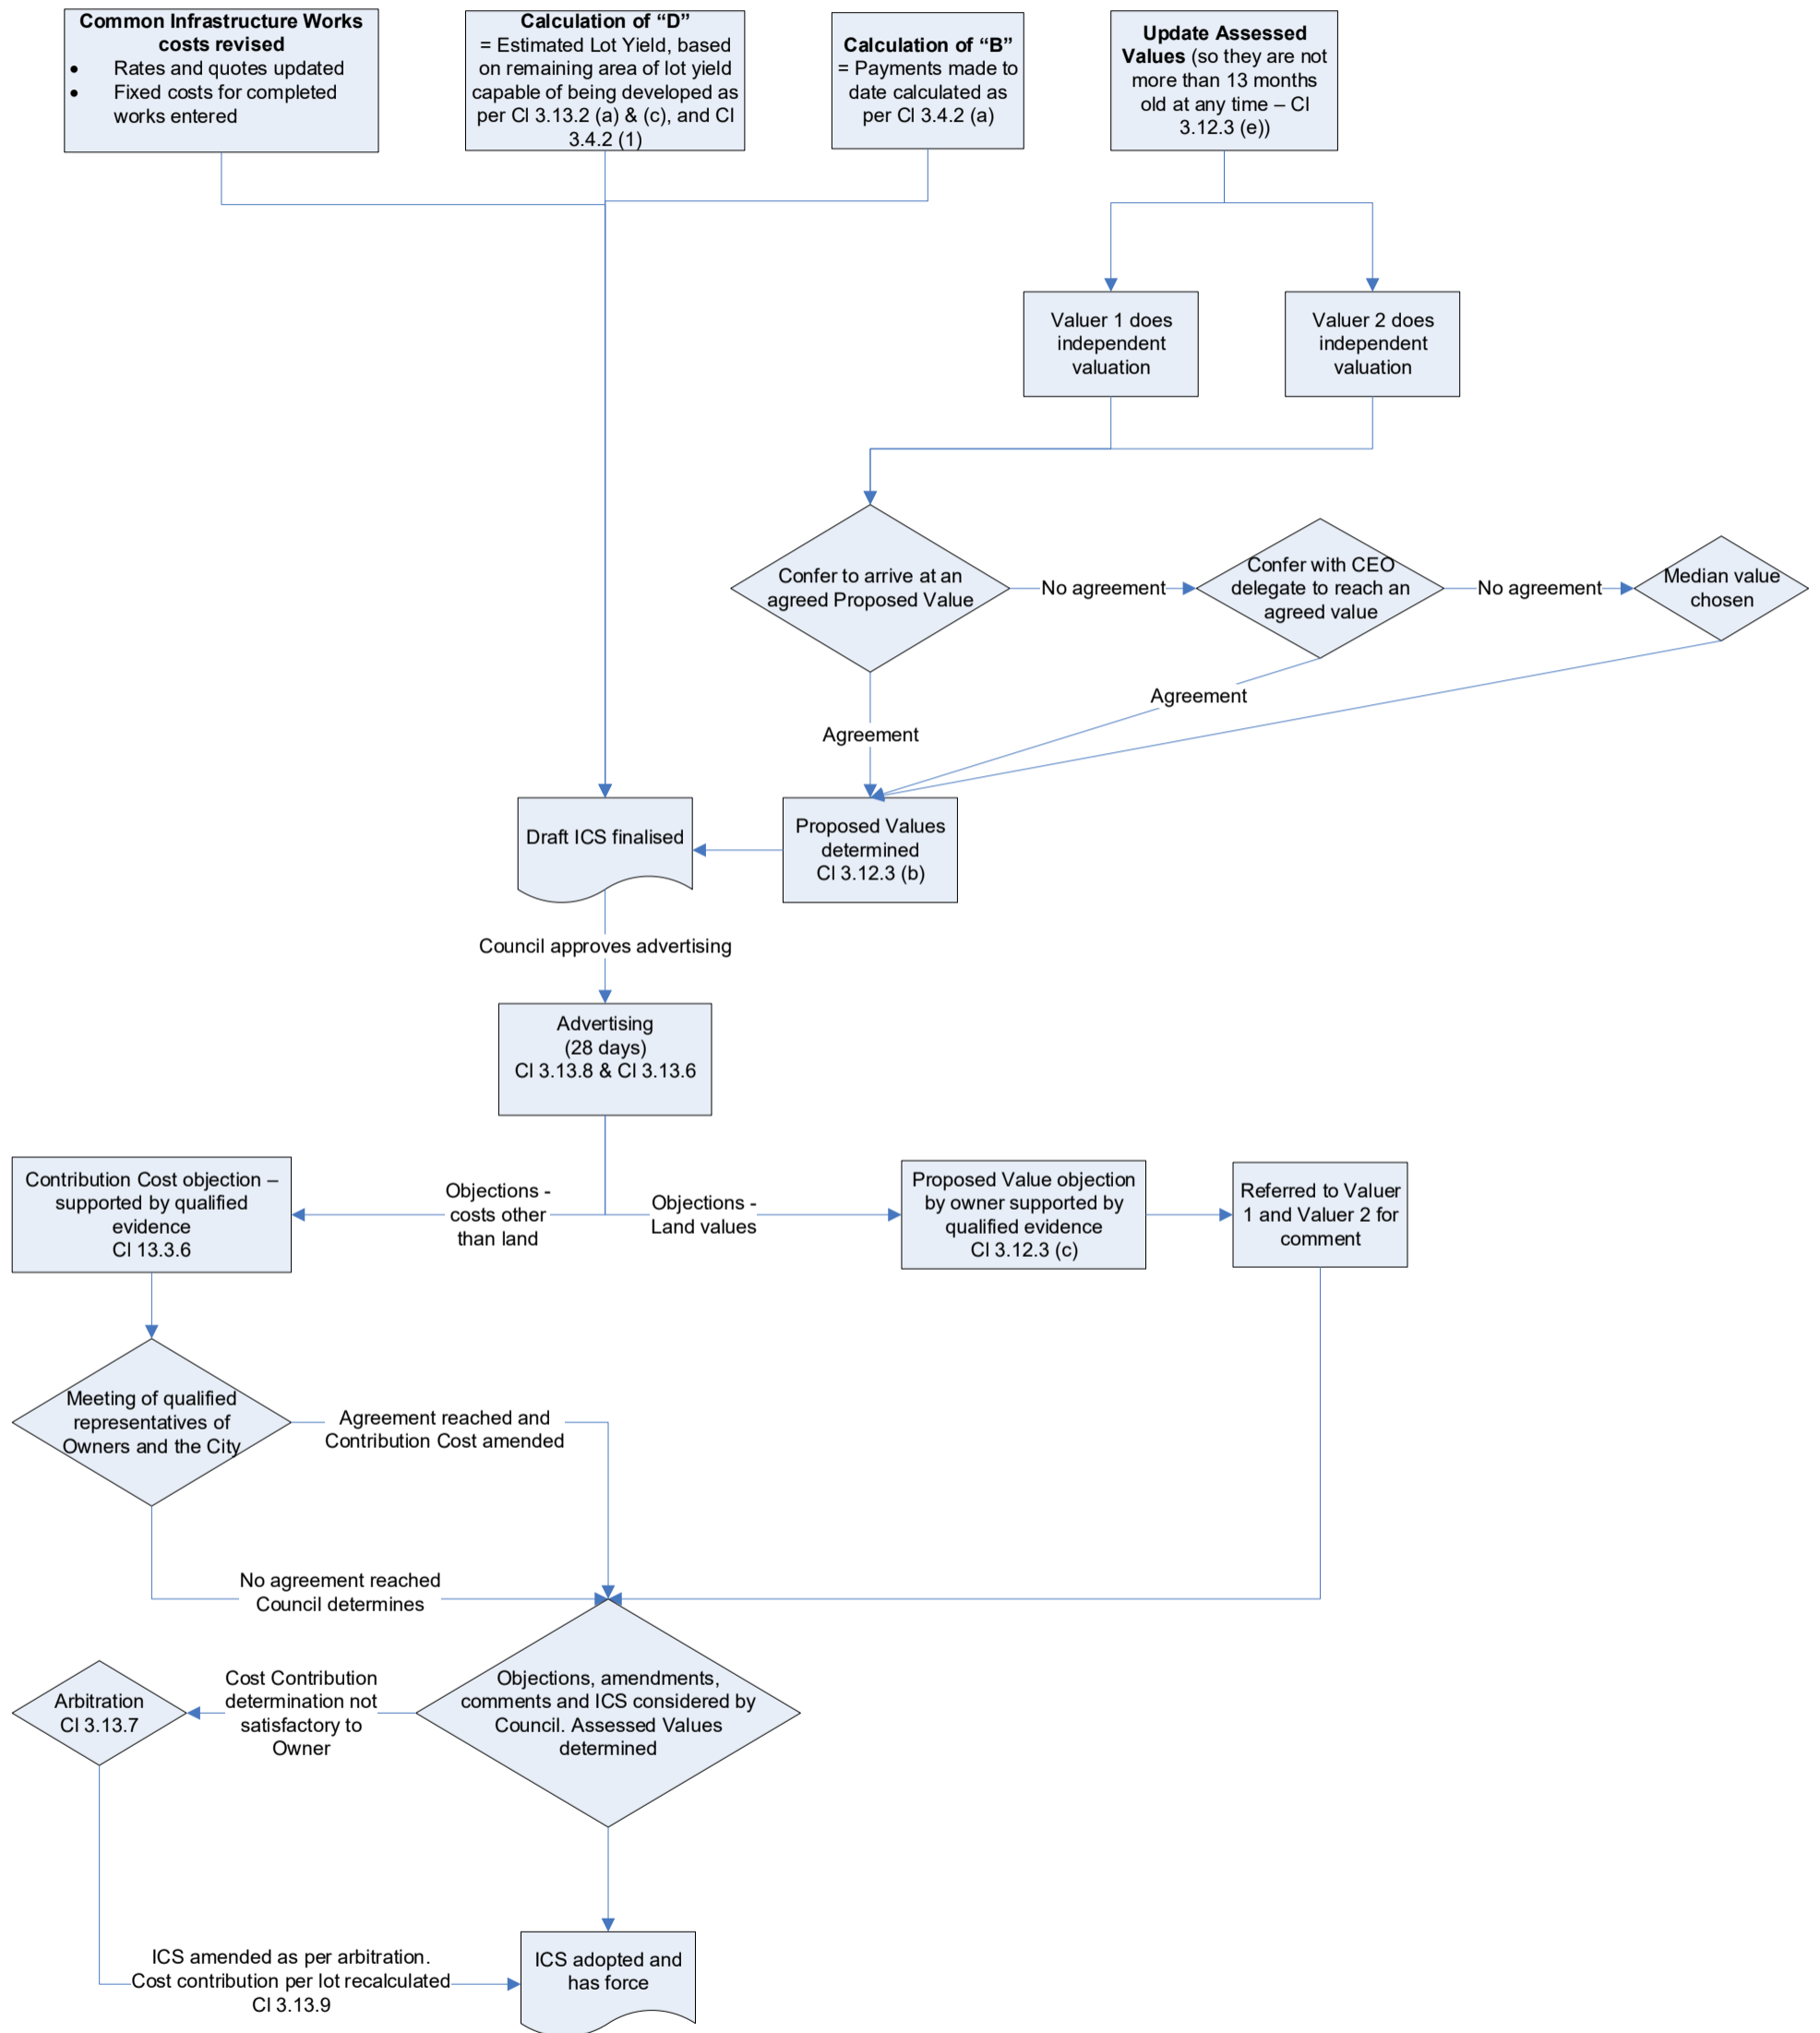 Common Infrastructure Works
costs revised
• Rates and quotes updated
• Fixed costs for completed
works entered
Calculation of “D”
= Estimated Lot Yield, based
on remaining area of lot yield
capable of being developed as
per Cl 3.13.2 (a) & (c), and Cl
3.4.2 (1)
Calculation of “B”
= Payments made to
date calculated as
per Cl 3.4.2 (a)
Update Assessed
Values (so they are not
more than 13 months
old at any time – Cl
3.12.3 (e))
Valuer 1 does
independent
valuation
Valuer 2 does
independent
valuation
Confer to arrive at an
agreed Proposed Value
No agreement
Confer with CEO
delegate to reach an
agreed value
No agreement
Median value
chosen
Agreement
Agreement
Draft ICS finalised
Proposed Values
determined
Cl 3.12.3 (b)
Council approves advertising
Advertising
(28 days)
Cl 3.13.8 & Cl 3.13.6
Contribution Cost objection –
supported by qualified
evidence
Cl 13.3.6
Objections -
costs other
than land
Objections -
Land values
Proposed Value objection
by owner supported by
qualified evidence
Cl 3.12.3 (c)
Referred to Valuer
1 and Valuer 2 for
comment
Meeting of qualified
representatives of
Owners and the City
Agreement reached and
Contribution Cost amended
No agreement reached
Council determines
Arbitration
Cl 3.13.7
Cost Contribution
determination not
satisfactory to
Owner
Objections, amendments,
comments and ICS considered by
Council. Assessed Values
determined
ICS amended as per arbitration.
Cost contribution per lot recalculated
Cl 3.13.9
ICS adopted and
has force